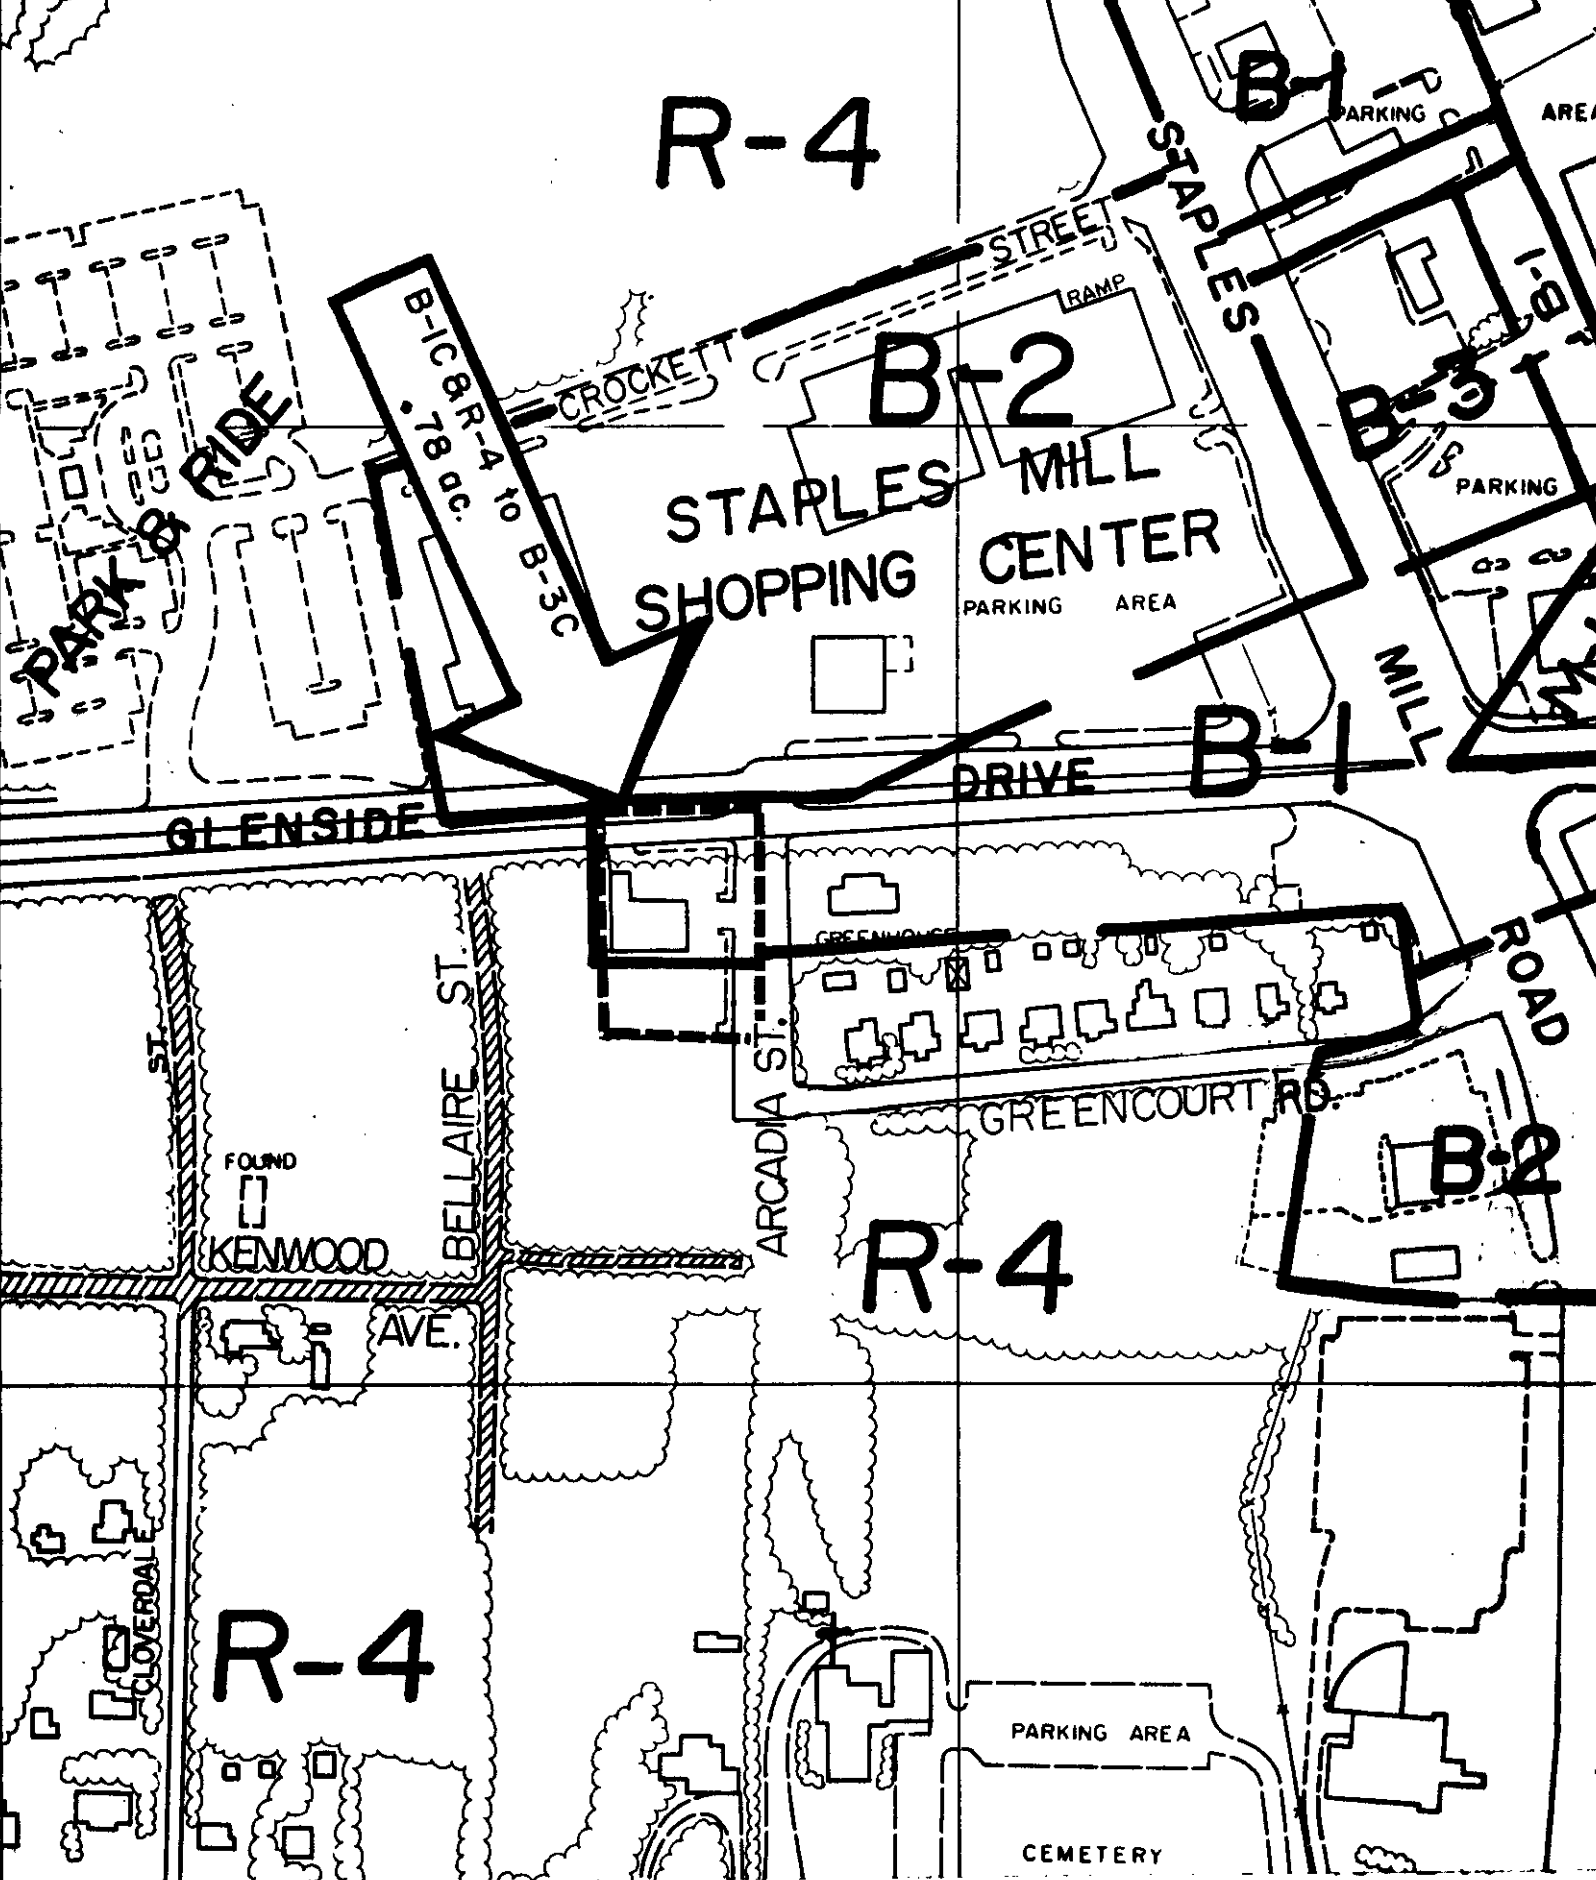 R-4
B-1
PARKING
STAPLES
STREET
RAMP
CROCKETT
B-1C & R-4 to B-3C
.78 ac.
B-2
B-1
B-3
PARKING
PARK & RIDE
STAPLES MILL
SHOPPING CENTER
PARKING AREA
MILL
B-1
GLENSIDE
DRIVE
GREENHOUSE
ROAD
ST.
BELLAIRE ST.
ARCADIA ST.
GREENCOURT RD.
B-2
FOUND
KENWOOD
AVE.
R-4
CLOVERDALE
R-4
PARKING AREA
CEMETERY